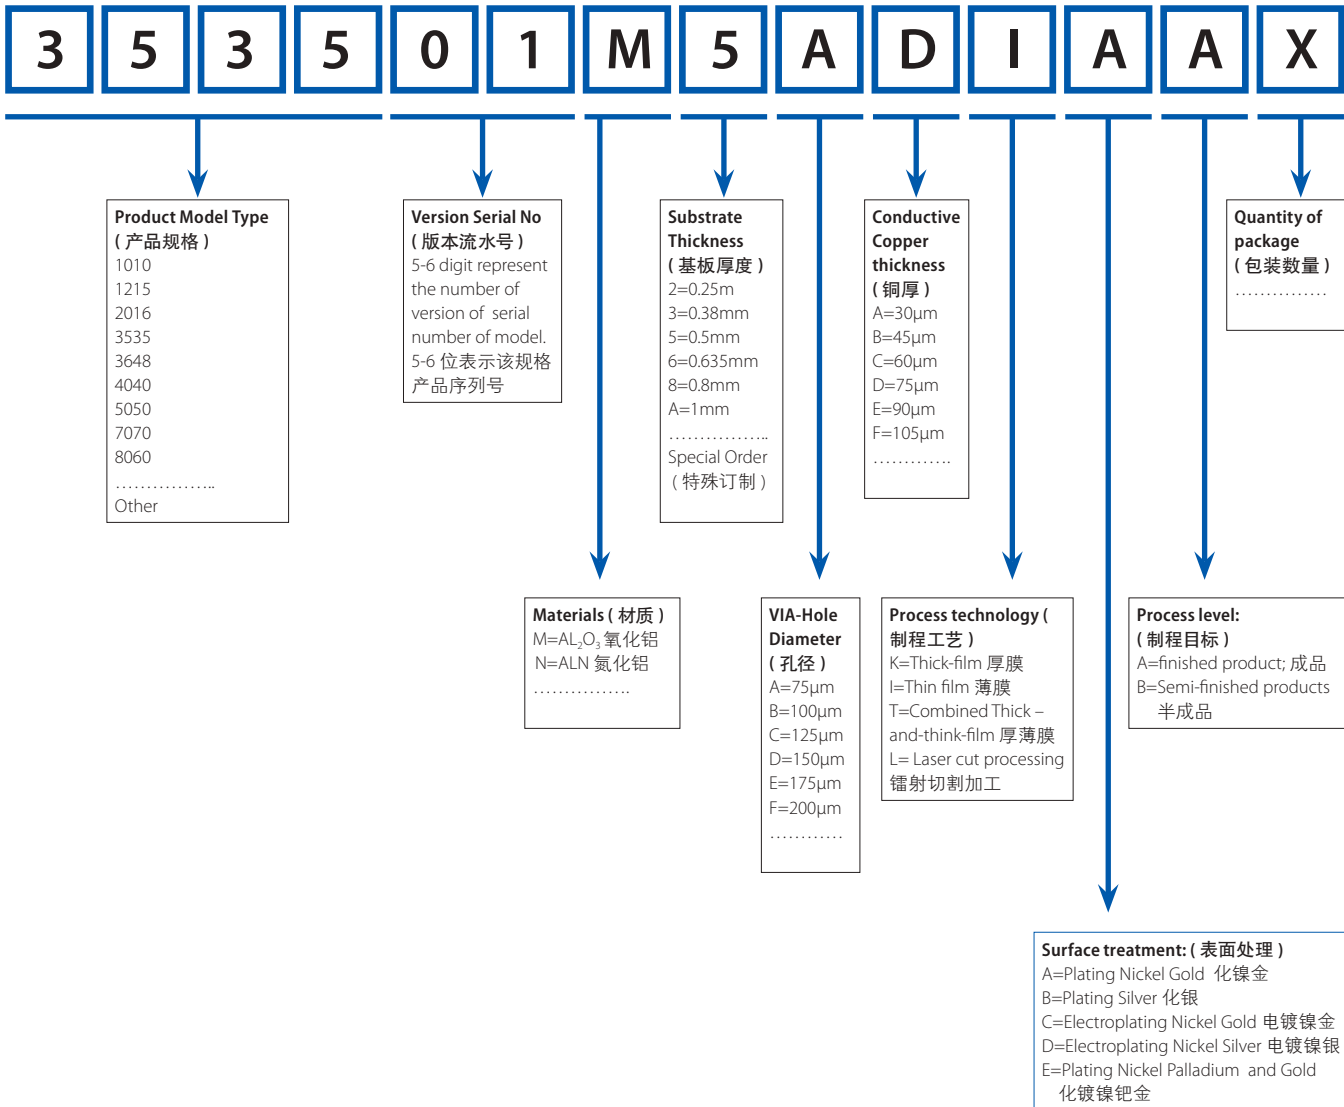 3 5 3 5 0 1 M 5 A D I A A X
Product Model Type
( 产品规格 )
1010
1215
2016
3535
3648
4040
5050
7070
8060
……………..
Other
Version Serial No
( 版本流水号 )
5-6 digit represent
the number of
version of serial
number of model.
5-6 位表示该规格
产品序列号
Substrate
Thickness
( 基板厚度 )
2=0.25m
3=0.38mm
5=0.5mm
6=0.635mm
8=0.8mm
A=1mm
……………..
Special Order
( 特殊订制 )
Conductive
Copper
thickness
( 铜厚 )
A=30μm
B=45μm
C=60μm
D=75μm
E=90μm
F=105μm
………….
Quantity of
package
( 包装数量 )
……………
Materials ( 材质 )
M=AL₂O₃ 氧化铝
N=ALN 氮化铝
…………….
VIA-Hole
Diameter
( 孔径 )
A=75μm
B=100μm
C=125μm
D=150μm
E=175μm
F=200μm
…………
Process technology (
制程工艺 )
K=Thick-film 厚膜
I=Thin film 薄膜
T=Combined Thick –
and-think-film 厚薄膜
L= Laser cut processing
镭射切割加工
Process level:
( 制程目标 )
A=finished product; 成品
B=Semi-finished products
半成品
Surface treatment: ( 表面处理 )
A=Plating Nickel Gold 化镍金
B=Plating Silver 化银
C=Electroplating Nickel Gold 电镀镍金
D=Electroplating Nickel Silver 电镀镍银
E=Plating Nickel Palladium and Gold
化镀镍钯金